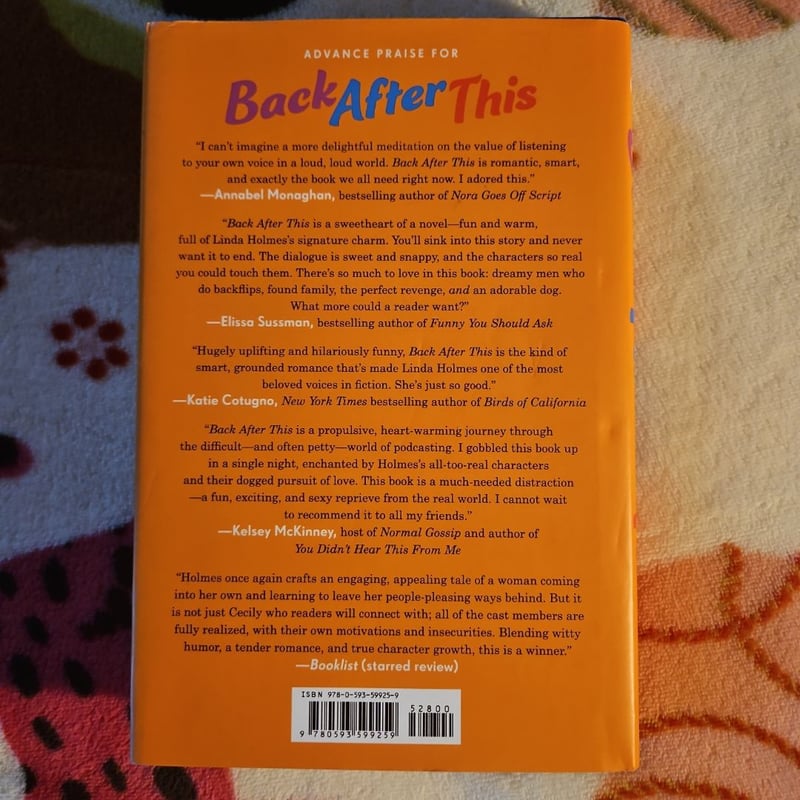 ADVANCE PRAISE FOR
Back After This
“I can’t imagine a more delightful meditation on the value of listening
to your own voice in a loud, loud world. Back After This is romantic, smart,
and exactly the book we all need right now. I adored this.”
—Annabel Monaghan, bestselling author of Nora Goes Off Script
“Back After This is a sweetheart of a novel—fun and warm,
full of Linda Holmes’s signature charm. You’ll sink into this story and never
want it to end. The dialogue is sweet and snappy, and the characters so real
you could touch them. There’s so much to love in this book: dreamy men who
do backflips, found family, the perfect revenge, and an adorable dog.
What more could a reader want?”
—Elissa Sussman, bestselling author of Funny You Should Ask
“Hugely uplifting and hilariously funny, Back After This is the kind of
smart, grounded romance that’s made Linda Holmes one of the most
beloved voices in fiction. She’s just so good.”
—Katie Cotugno, New York Times bestselling author of Birds of California
“Back After This is a propulsive, heart-warming journey through
the difficult—and often petty—world of podcasting. I gobbled this book up
in a single night, enchanted by Holmes’s all-too-real characters
and their dogged pursuit of love. This book is a much-needed distraction
—a fun, exciting, and sexy reprieve from the real world. I cannot wait
to recommend it to all my friends.”
—Kelsey McKinney, host of Normal Gossip and author of
You Didn’t Hear This From Me
“Holmes once again crafts an engaging, appealing tale of a woman coming
into her own and learning to leave her people-pleasing ways behind. But it
is not just Cecily who readers will connect with; all of the cast members are
fully realized, with their own motivations and insecurities. Blending witty
humor, a tender romance, and true character growth, this is a winner.”
—Booklist (starred review)
ISBN 978-0-593-59925-9
52800
9 780593 599259